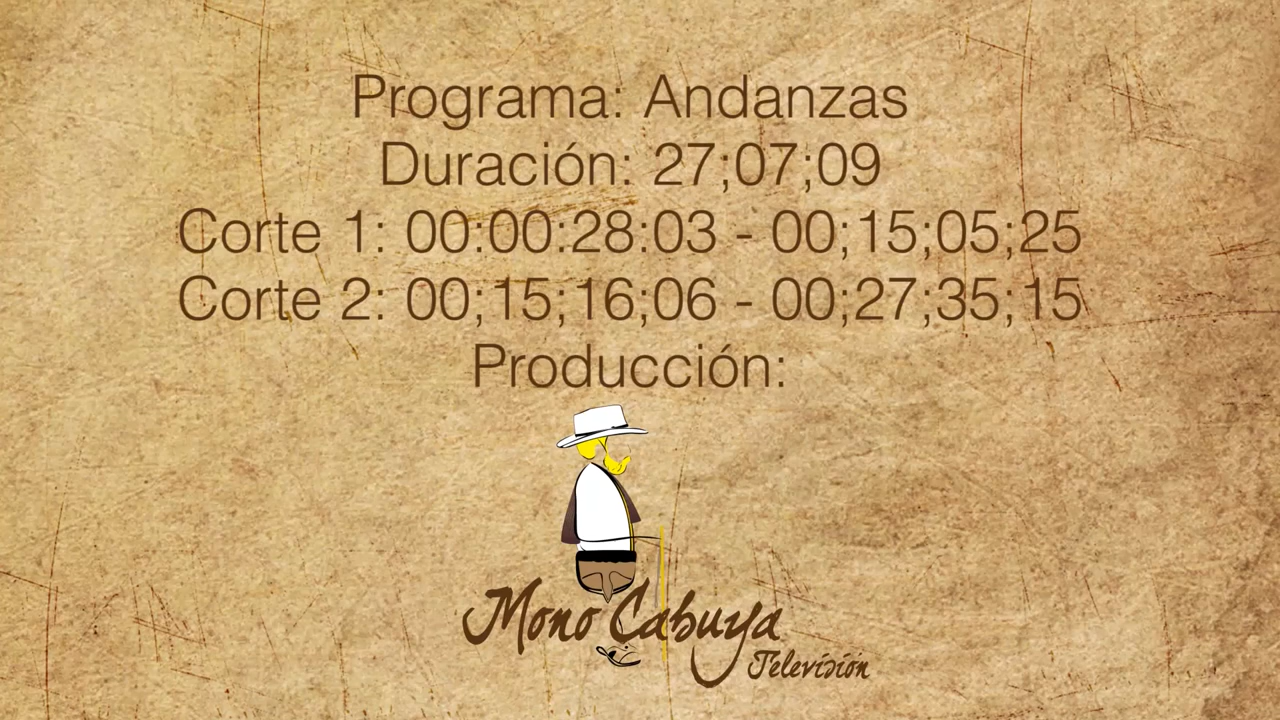 Programa: Andanzas
Duración: 27;07;09
Corte 1: 00:00:28:03 - 00;15;05;25
Corte 2: 00;15;16;06 - 00;27;35;15
Producción:
Mono Cabuya
Televisión